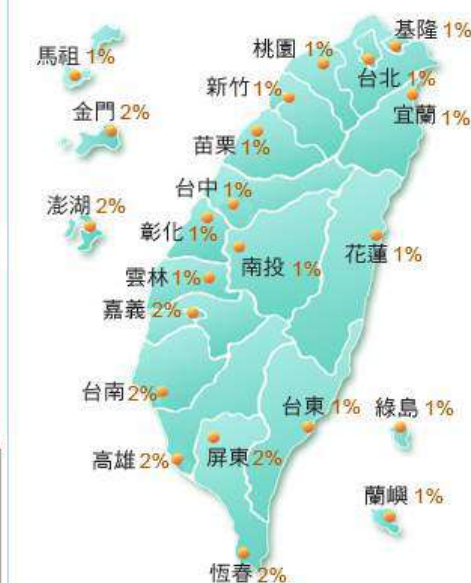 基隆 1%
桃園 1%
馬祖 1%
台北 1%
新竹 1%
宜蘭 1%
金門 2%
苗栗 1%
台中 1%
澎湖 2%
彰化 1%
花蓮 1%
南投 1%
雲林 1%
嘉義 2%
台南 2%
台東 1%
綠島 1%
高雄 2%
屏東 2%
蘭嶼 1%
恆春 2%